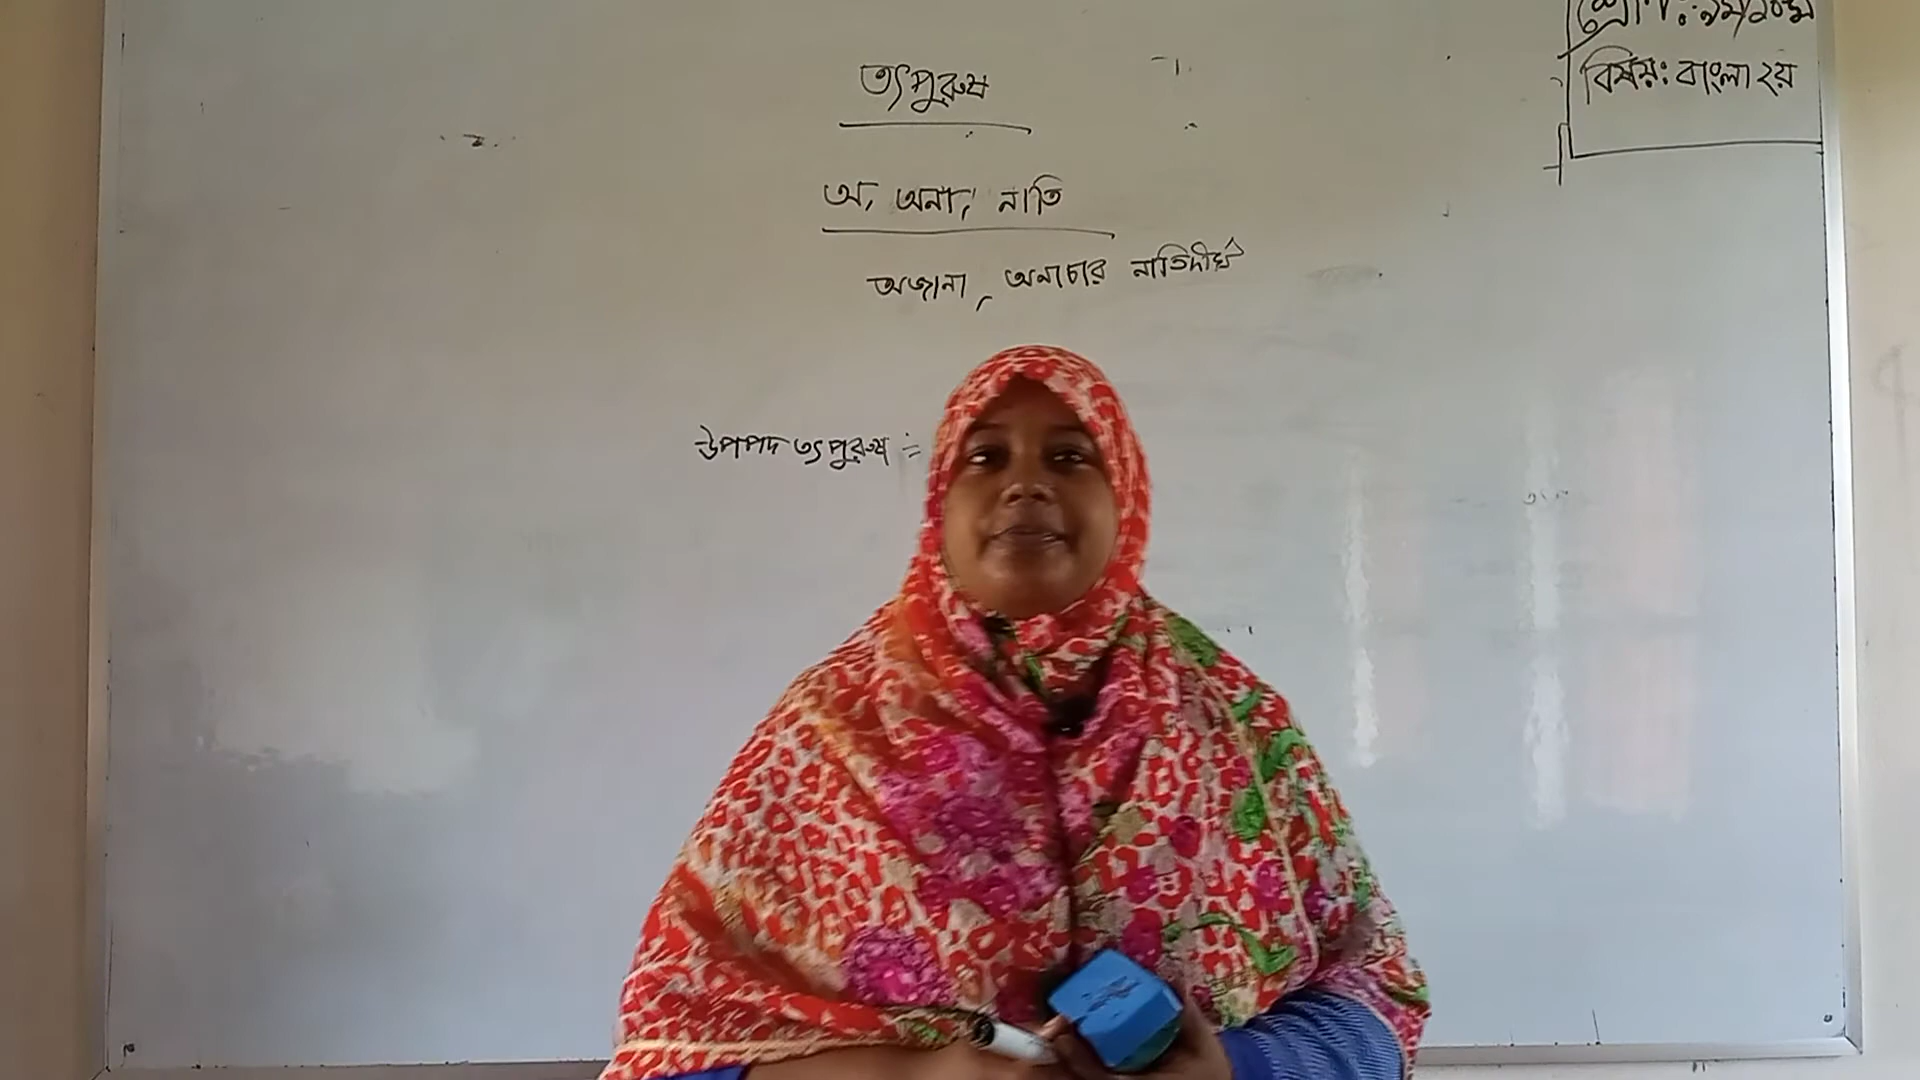 শ্রেণি: ৯ম/১০ম
বিষয়: বাংলা ২য়
তৎপুরুষ
অ, অনা, নাতি
অজানা, অনাচার নাতিদীর্ঘ
উপপদ তৎপুরুষ :=